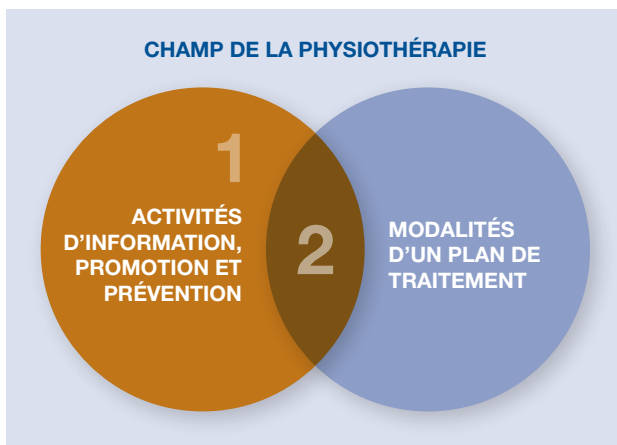 CHAMP DE LA PHYSIOTHÉRAPIE
1
ACTIVITÉS
D'INFORMATION,
PROMOTION ET
PRÉVENTION
2
MODALITÉS
D'UN PLAN DE
TRAITEMENT